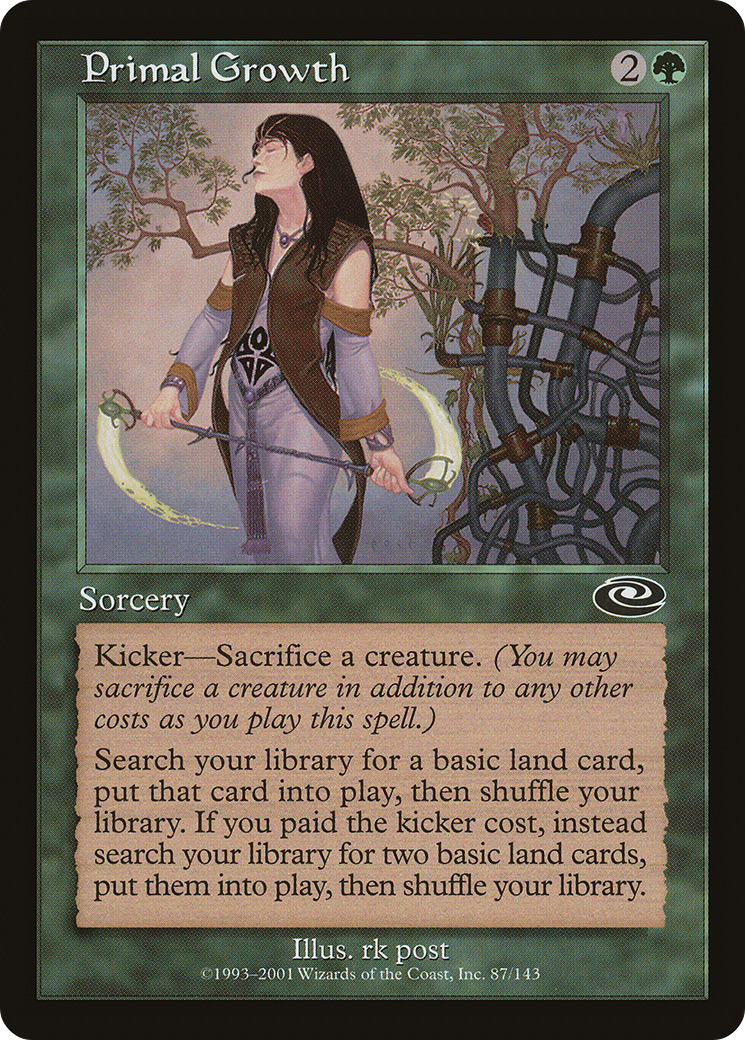 Primal Growth 2
Sorcery
Kicker—Sacrifice a creature. (You may
sacrifice a creature in addition to any other
costs as you play this spell.)
Search your library for a basic land card,
put that card into play, then shuffle your
library. If you paid the kicker cost, instead
search your library for two basic land cards,
put them into play, then shuffle your library.
Illus. rk post
©1993–2001 Wizards of the Coast, Inc. 87/143